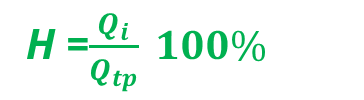 H = Qᵢ / Qₜₚ 100%